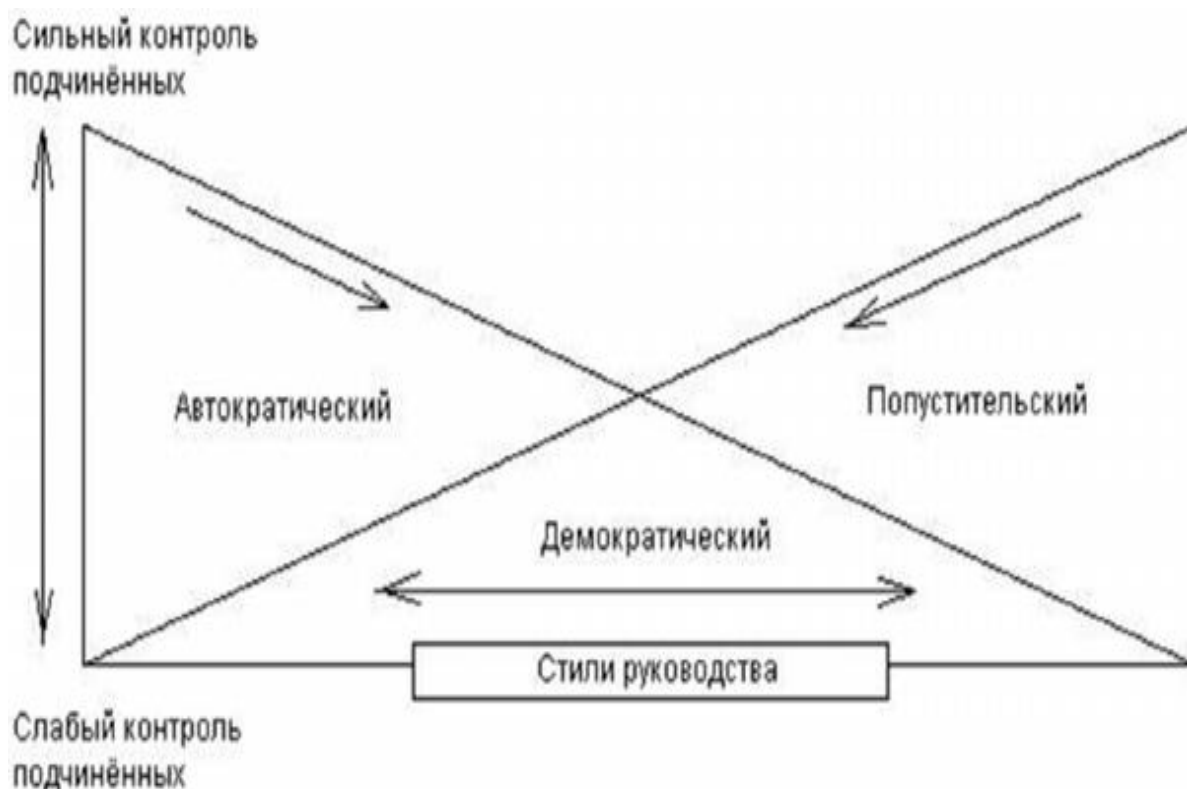 Сильный контроль
подчинённых
Автократический
Попустительский
Демократический
Стили руководства
Слабый контроль
подчинённых